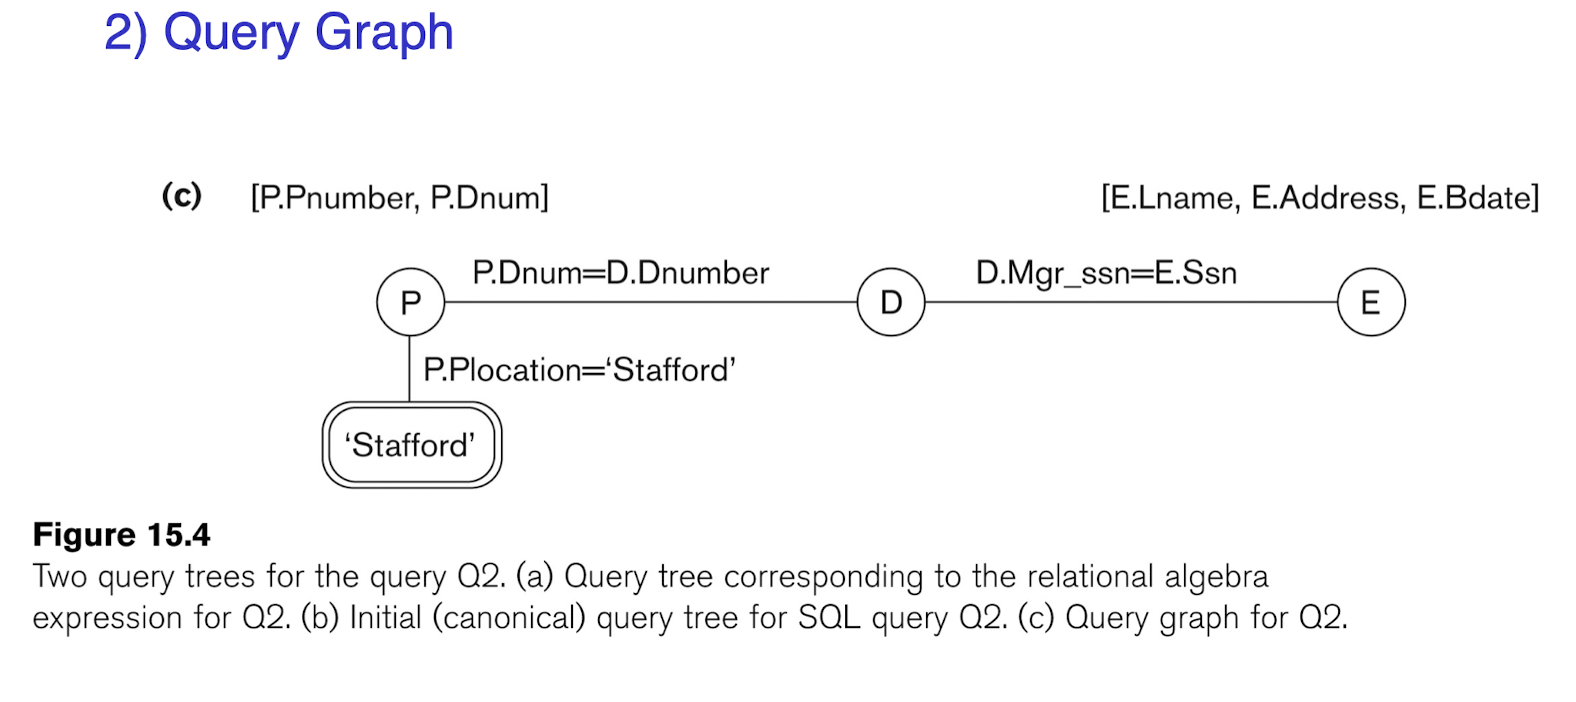 2) Query Graph
(c) [P.Pnumber, P.Dnum] [E.Lname, E.Address, E.Bdate]
P.Dnum=D.Dnumber D.Mgr_ssn=E.Ssn
P D E
P.Plocation=‘Stafford’
‘Stafford’
Figure 15.4
Two query trees for the query Q2. (a) Query tree corresponding to the relational algebra
expression for Q2. (b) Initial (canonical) query tree for SQL query Q2. (c) Query graph for Q2.